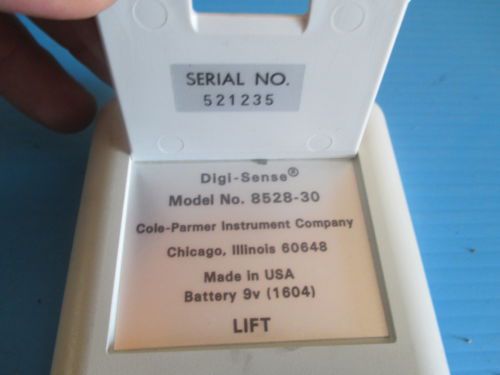 SERIAL NO.
521235
Digi-Sense®
Model No. 8528-30
Cole-Parmer Instrument Company
Chicago, Illinois 60648
Made in USA
Battery 9v (1604)
LIFT